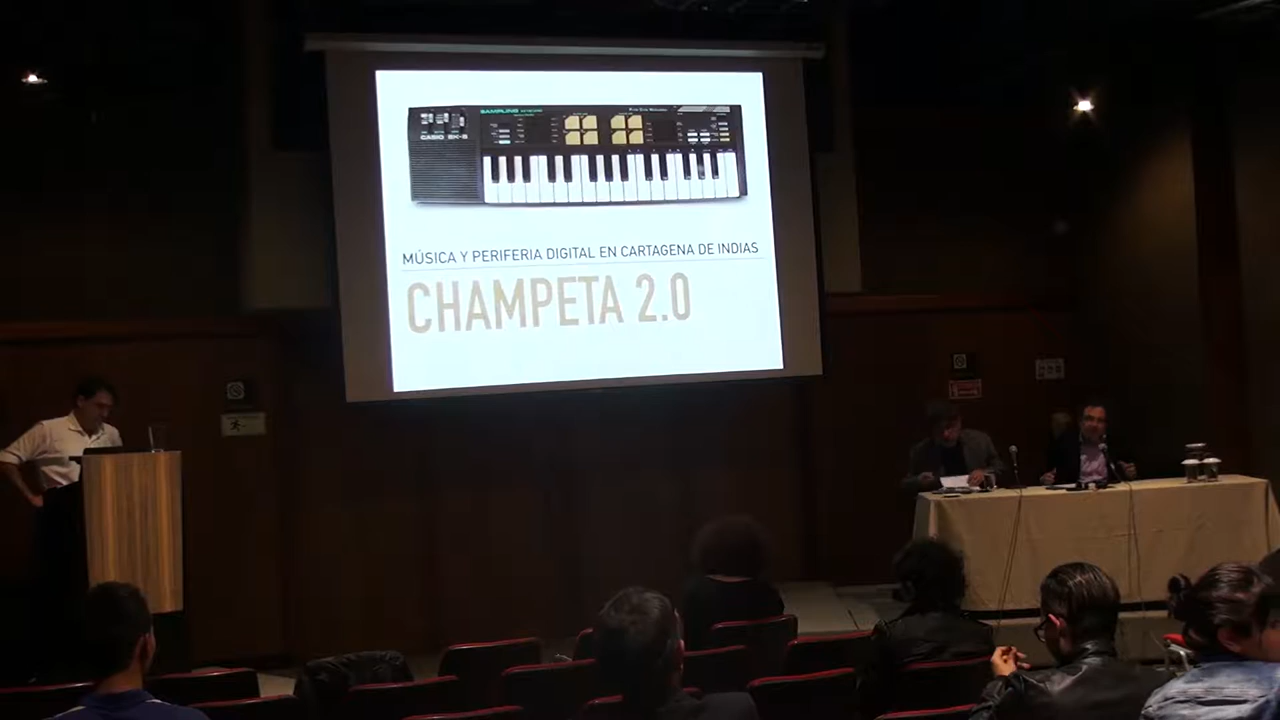 SAMPLING
CASIO SK-5
MÚSICA Y PERIFERIA DIGITAL EN CARTAGENA DE INDIAS
CHAMPETA 2.0